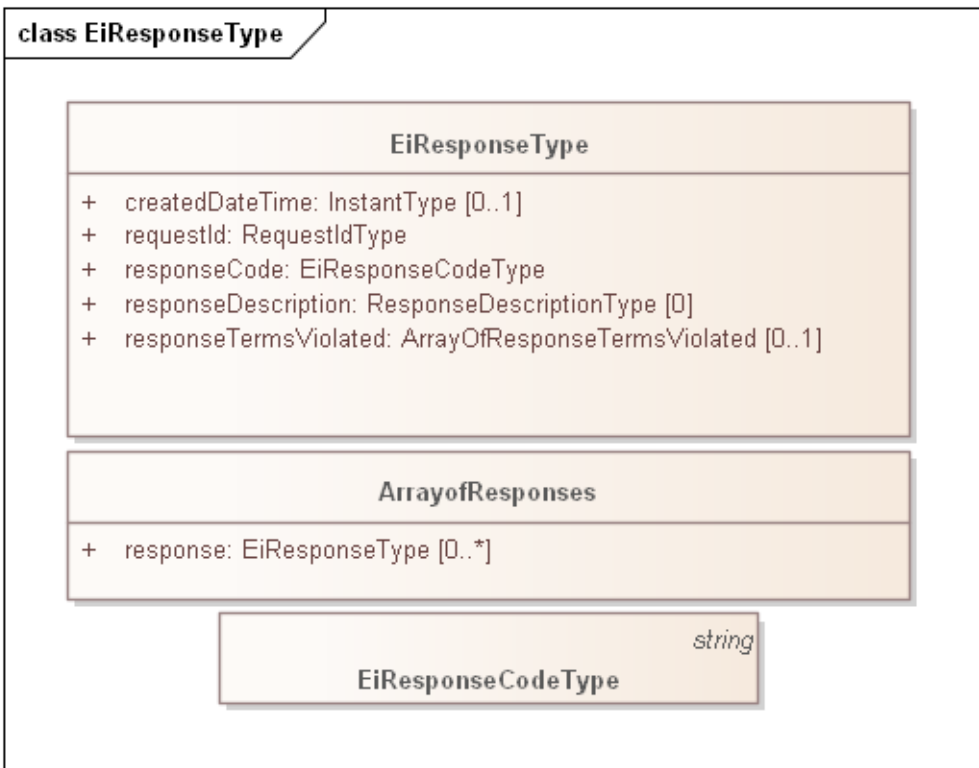 class EiResponseType
EiResponseType
+ createdDateTime: InstantType [0..1]
+ requestId: RequestIdType
+ responseCode: EiResponseCodeType
+ responseDescription: ResponseDescriptionType [0]
+ responseTermsViolated: ArrayOfResponseTermsViolated [0..1]
ArrayofResponses
+ response: EiResponseType [0..*]
string
EiResponseCodeType